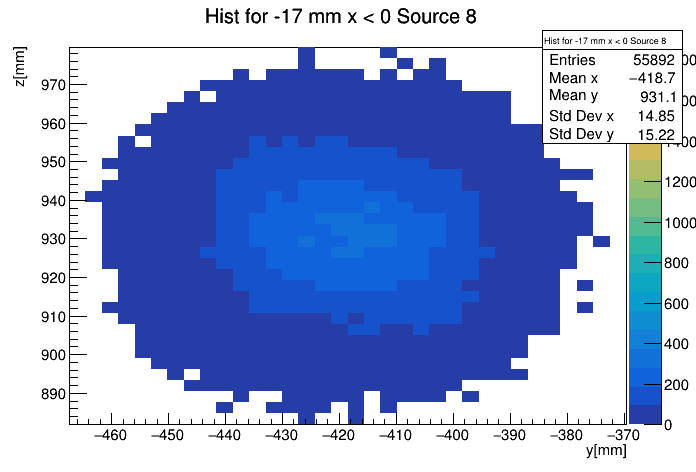 Hist for -17 mm x < 0 Source 8
z[mm]
Hist for -17 mm x < 0 Source 8
Entries 55892
Mean x −418.7
Mean y 931.1
Std Dev x 14.85
Std Dev y 15.22
970
960
950
940
930
920
910
900
890
1200
1000
800
600
400
200
0
−460 −450 −440 −430 −420 −410 −400 −390 −380 −370
y[mm]